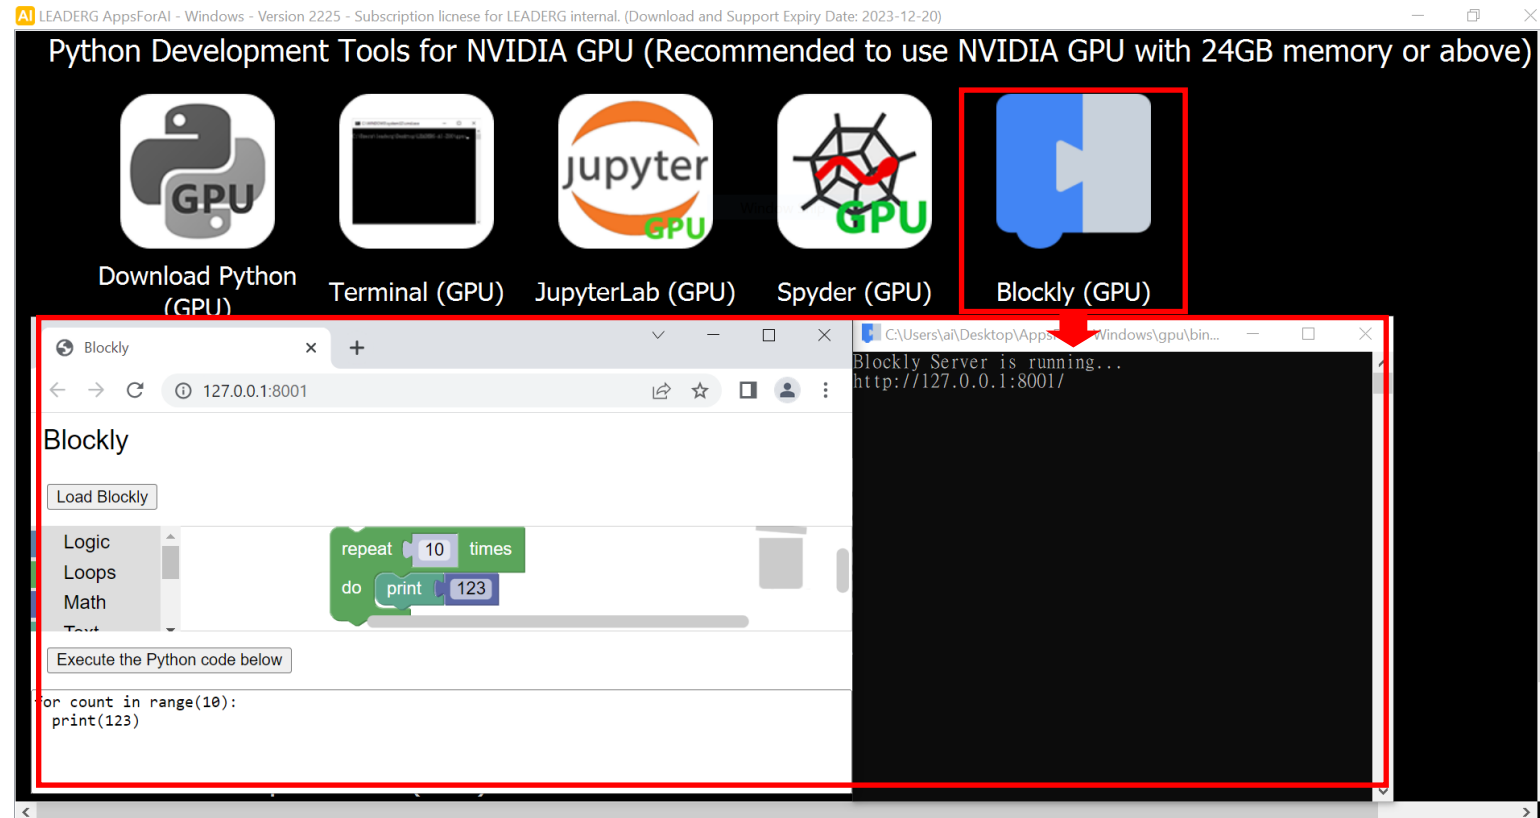 AI LEADERG AppsForAI - Windows - Version 2225 - Subscription licnese for LEADERG internal. (Download and Support Expiry Date: 2023-12-20)
Python Development Tools for NVIDIA GPU (Recommended to use NVIDIA GPU with 24GB memory or above)
GPU
jupyter
GPU
GPU
Download Python
(GPU)
Terminal (GPU)
JupyterLab (GPU)
Spyder (GPU)
Blockly (GPU)
Blockly
127.0.0.1:8001
Blockly
Load Blockly
Logic
Loops
Math
Text
repeat 10 times
do print 123
Execute the Python code below
for count in range(10):
print(123)
C:\Users\ai\Desktop\Apps Windows\gpu\bin...
Blockly Server is running...
http://127.0.0.1:8001/